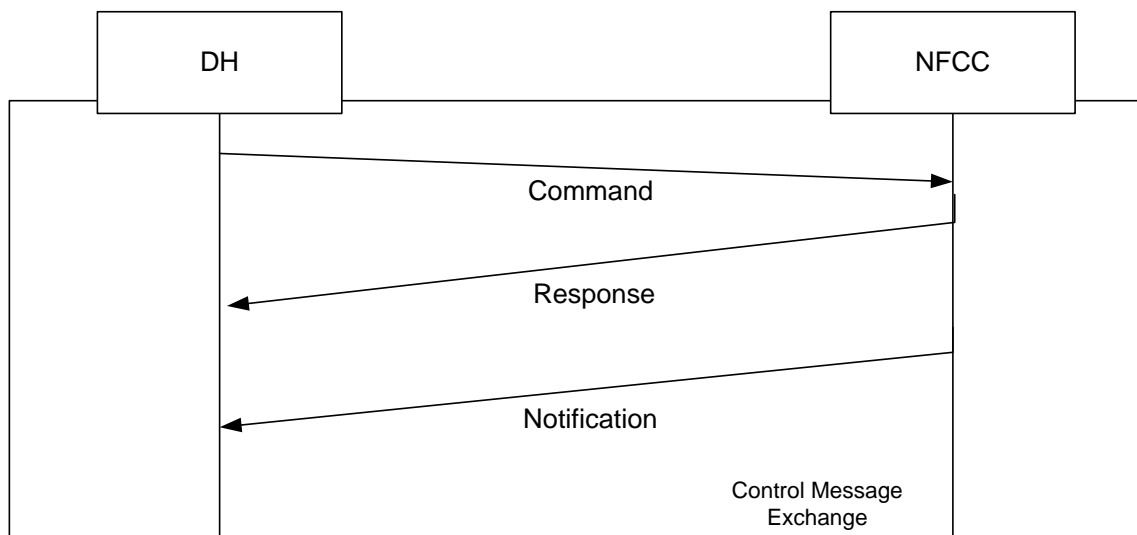 DH
NFCC
Command
Response
Notification
Control Message
Exchange